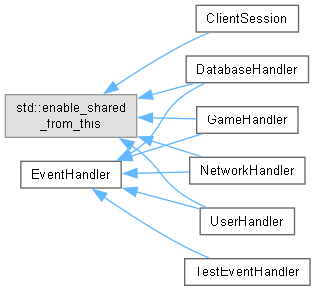 ClientSession
DatabaseHandler
std::enable_shared
_from_this
GameHandler
EventHandler
NetworkHandler
UserHandler
TestEventHandler